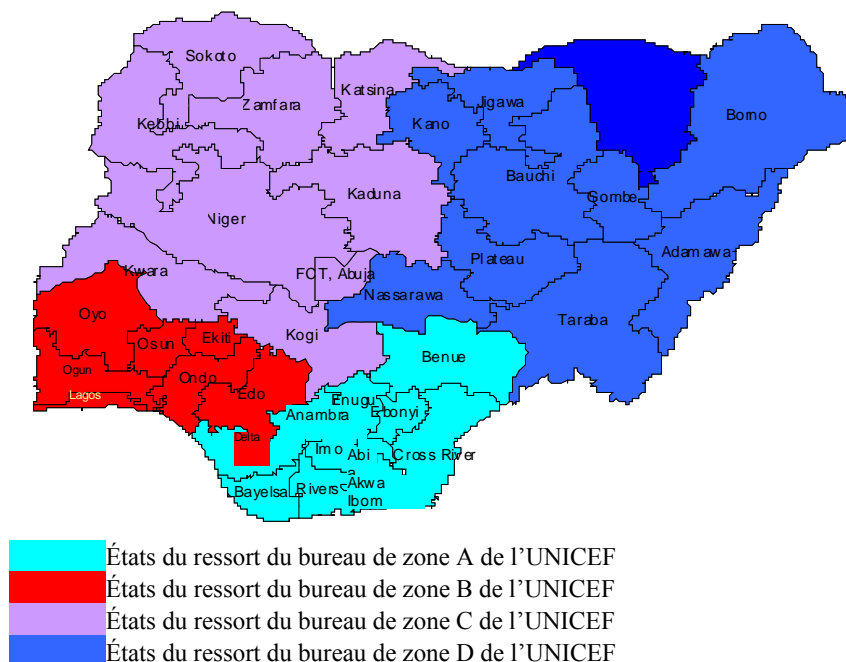 Sokoto
Zamfara
Katsina
Kebbi
Kano
Jigawa
Borno
Bauchi
Gombe
Kaduna
Niger
Adamawa
Plateau
Kwara
FCT, Abuja
Nassarawa
Taraba
Oyo
Kogi
Osun
Ekiti
Benue
Ogun
Ondo
Edo
Lagos
Enugu
Anambra
Ebonyi
Delta
Imo
Abi
a
Cross River
Bayelsa
Rivers
Akwa
Ibom
États du ressort du bureau de zone A de l’UNICEF
États du ressort du bureau de zone B de l’UNICEF
États du ressort du bureau de zone C de l’UNICEF
États du ressort du bureau de zone D de l’UNICEF